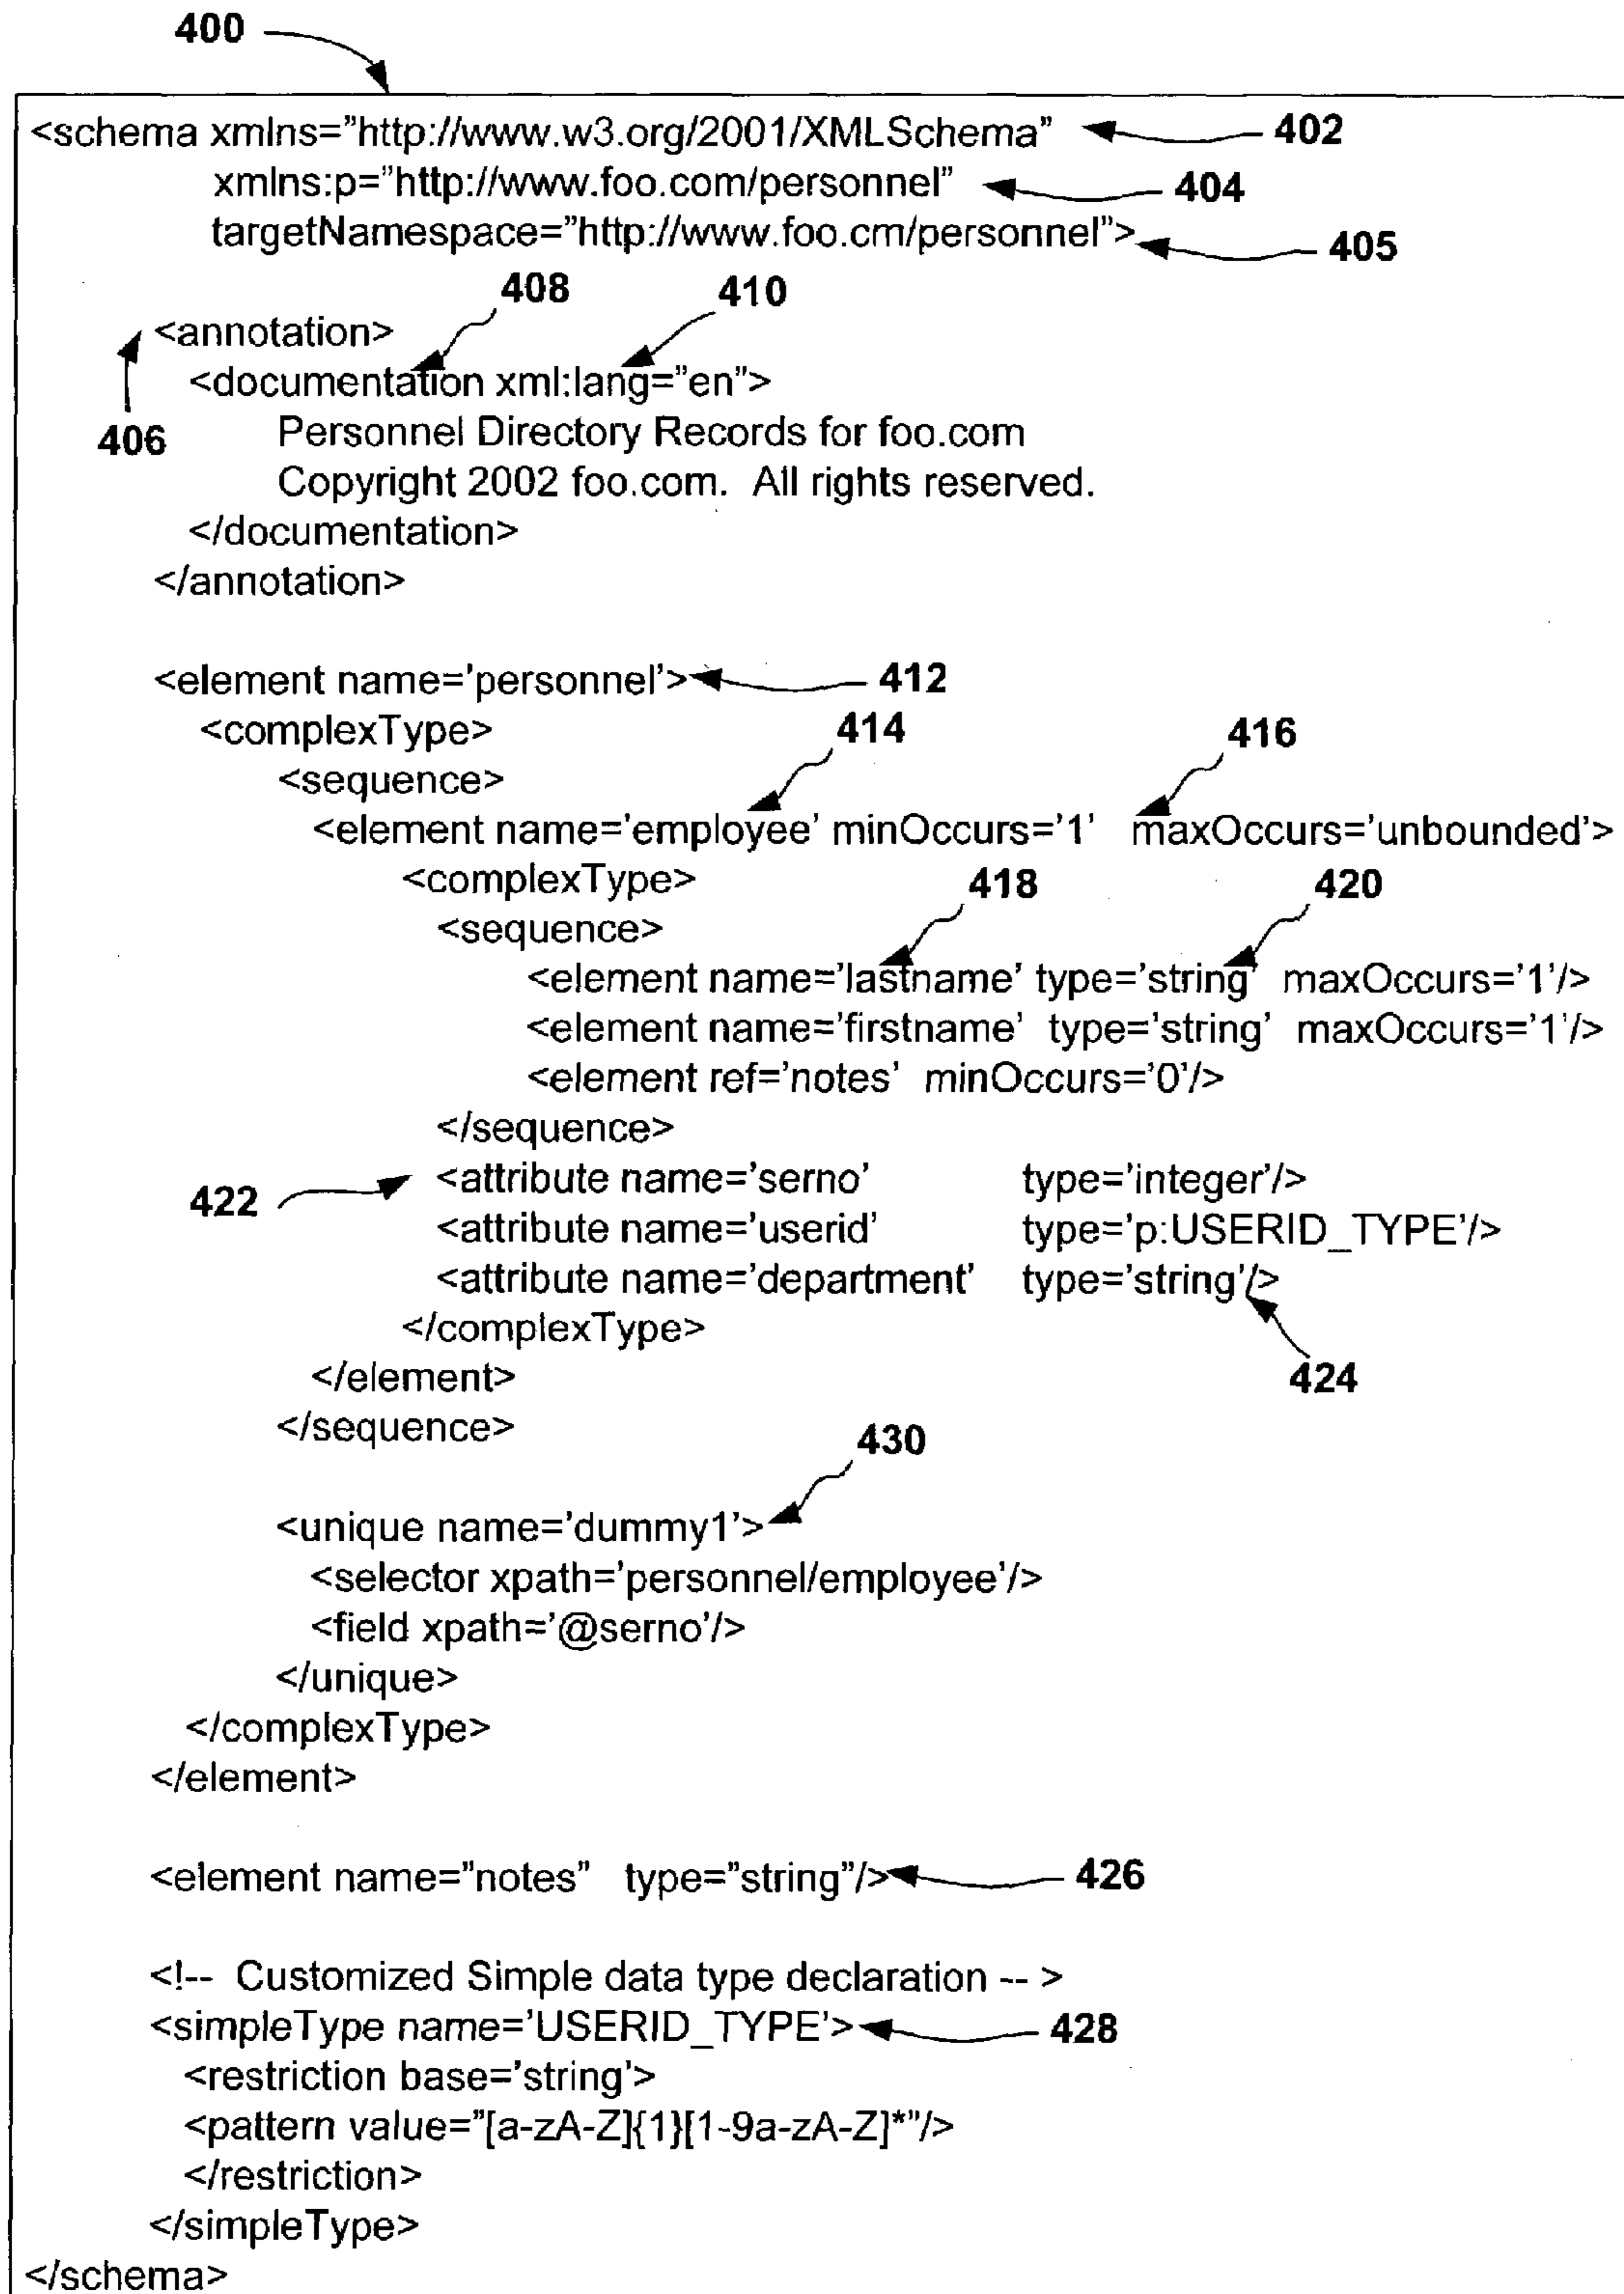 400
<schema xmlns=”http://www.w3.org/2001/XMLSchema” 402
xmlns:p=”http://www.foo.com/personnel” 404
targetNamespace=”http://www.foo.cm/personnel”> 405
408 410
<annotation>
<documentation xml:lang=”en”>
406 Personnel Directory Records for foo.com
Copyright 2002 foo.com. All rights reserved.
</documentation>
</annotation>
<element name=’personnel’> 412
<complexType> 414 416
<sequence>
<element name=’employee’ minOccurs=’1’ maxOccurs=’unbounded’>
<complexType> 418 420
<sequence>
<element name=’lastname’ type=’string’ maxOccurs=’1’/>
<element name=’firstname’ type=’string’ maxOccurs=’1’/>
<element ref=’notes’ minOccurs=’0’/>
</sequence>
422 <attribute name=’serno’ type=’integer’/>
<attribute name=’userid’ type=’p:USERID_TYPE’/>
<attribute name=’department’ type=’string’/>
</complexType>
</element> 424
</sequence>
430
<unique name=’dummy1’>
<selector xpath=’personnel/employee’/>
<field xpath=’@serno’/>
</unique>
</complexType>
</element>
<element name=”notes” type=”string”/> 426
<!-- Customized Simple data type declaration -- >
<simpleType name=’USERID_TYPE’> 428
<restriction base=’string’>
<pattern value=”[a-zA-Z]{1}[1-9a-zA-Z]*”/>
</restriction>
</simpleType>
</schema>